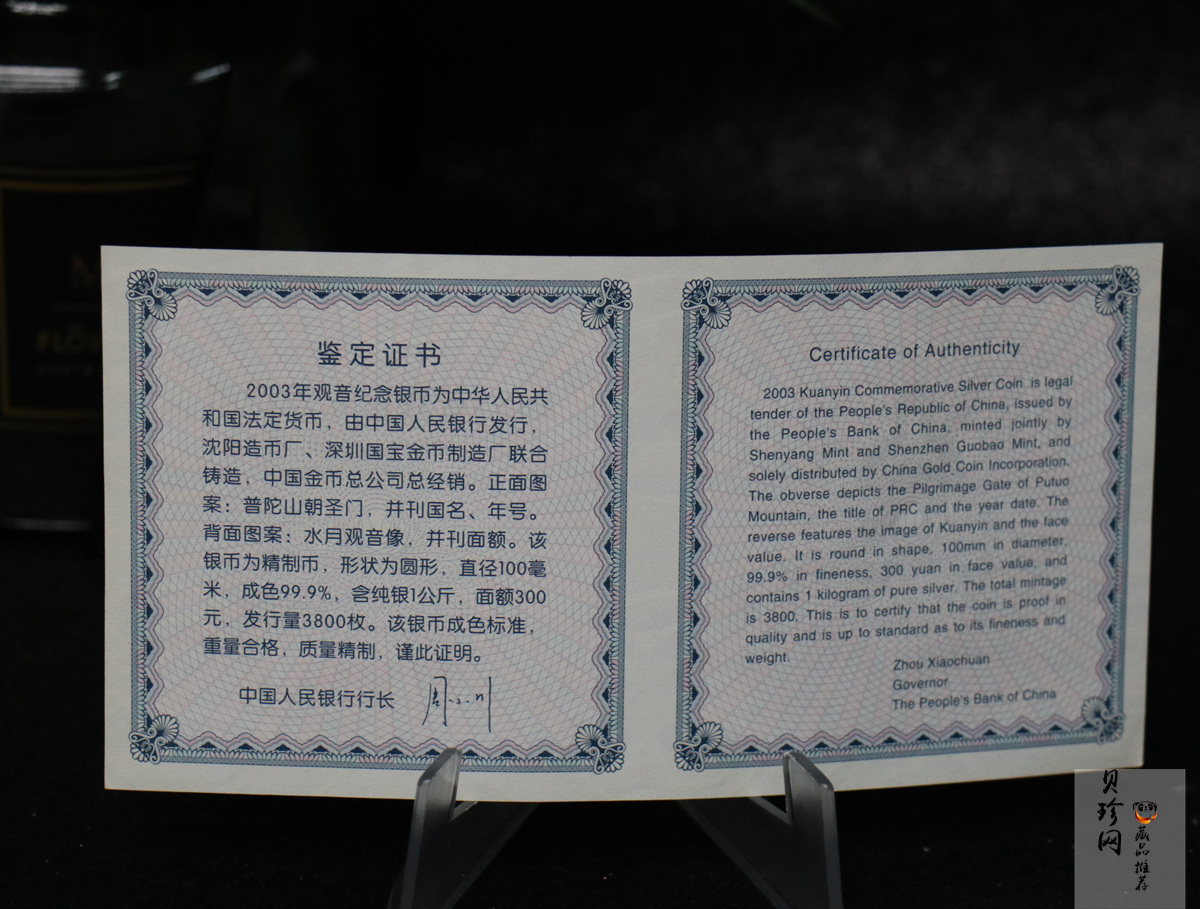 鉴定证书
2003年观音纪念银币为中华人民共
和国法定货币，由中国人民银行发行，
沈阳造币厂、深圳国宝金币制造厂联合
铸造，中国金币总公司总经销。正面图
案：普陀山朝圣门，并刊国名、年号。
背面图案：水月观音像，并刊面额。该
银币为精制币，形状为圆形，直径100毫
米，成色99.9%，含纯银1公斤，面额300
元，发行量3800枚。该银币成色标准，
重量合格，质量精制，谨此证明。
中国人民银行行长 周小川
Certificate of Authenticity
2003 Kuanyin Commemorative Silver Coin is legal
tender of the People's Republic of China, issued by
the People's Bank of China, minted jointly by
Shenyang Mint and Shenzhen Guobao Mint, and
solely distributed by China Gold Coin Incorporation.
The obverse depicts the Pilgrimage Gate of Putuo
Mountain, the title of PRC and the year date. The
reverse features the image of Kuanyin and the face
value. It is round in shape, 100mm in diameter,
99.9% in fineness, 300 yuan in face value, and
contains 1 kilogram of pure silver. The total mintage
is 3800. This is to certify that the coin is proof in
quality and is up to standard as to its fineness and
weight.
Zhou Xiaochuan
Governor
The People's Bank of China
贝珍网
藏品推荐